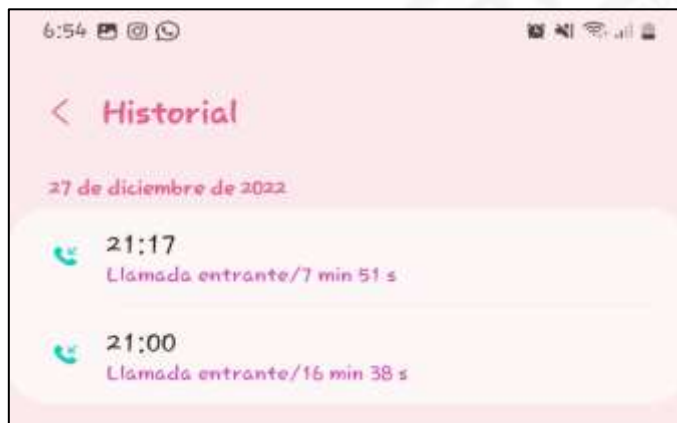 6:54
Historial
27 de diciembre de 2022
21:17
Llamada entrante/7 min 51 s
21:00
Llamada entrante/16 min 38 s